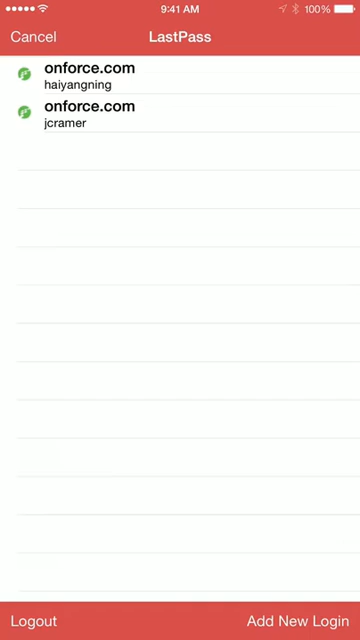 9:41 AM
100%
Cancel
LastPass
onforce.com
haiyangning
onforce.com
jcramer
Logout
Add New Login